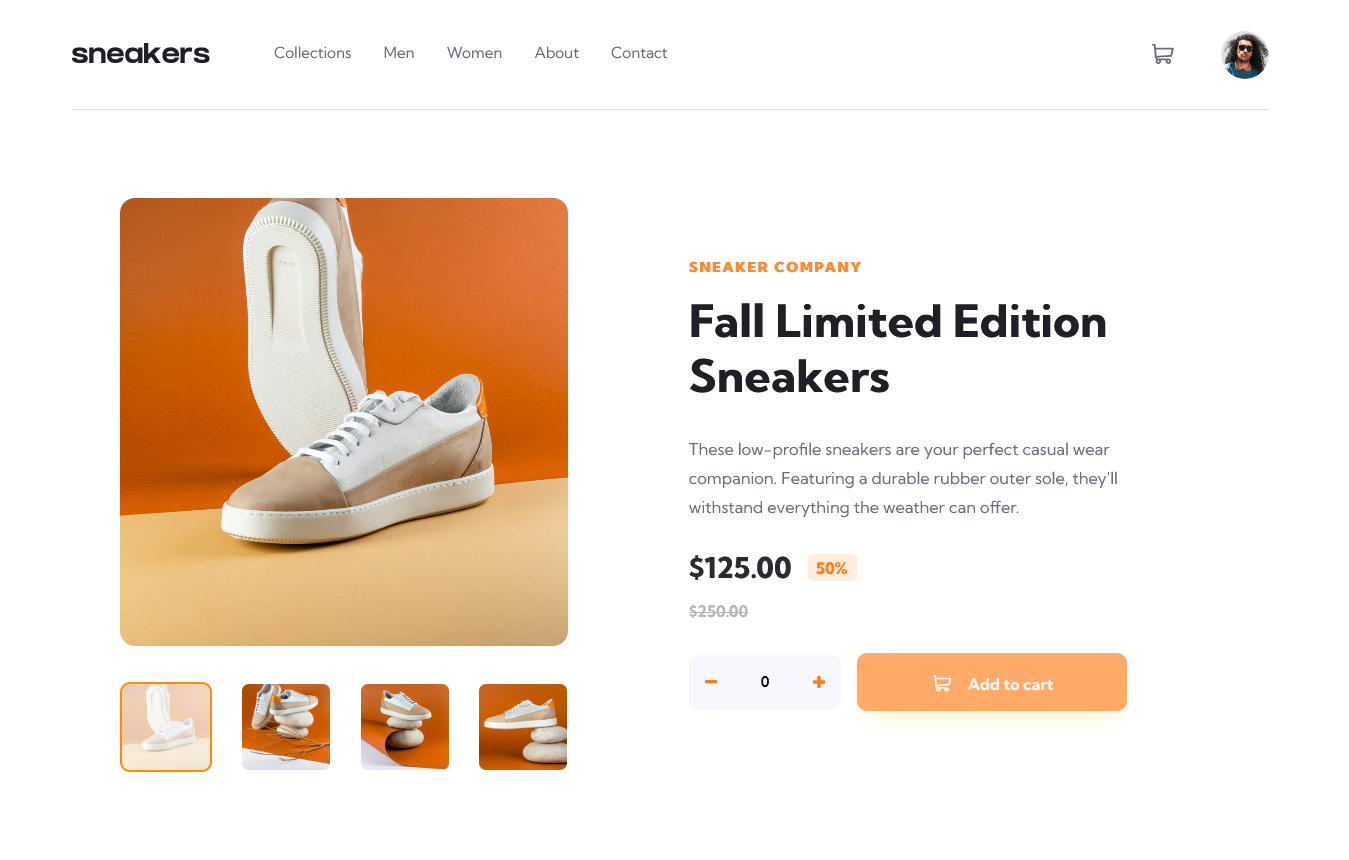 sneakers
Collections Men Women About Contact
SNEAKER COMPANY
Fall Limited Edition
Sneakers
These low-profile sneakers are your perfect casual wear
companion. Featuring a durable rubber outer sole, they'll
withstand everything the weather can offer.
$125.00 50%
$250.00
0
Add to cart